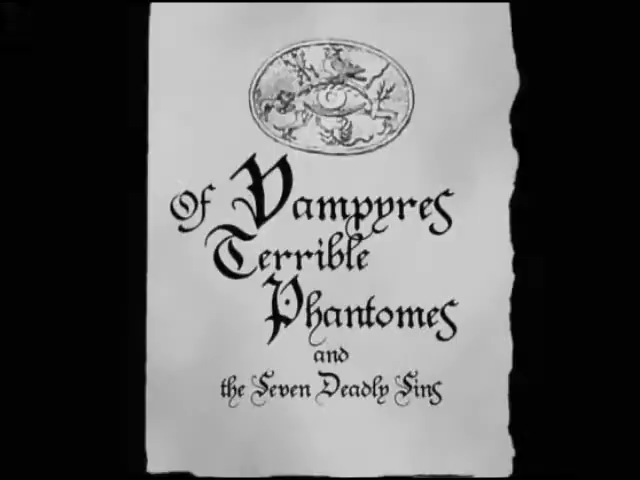 Of Vampyres
Terrible
Phantomes
and
the Seven Deadly Sins